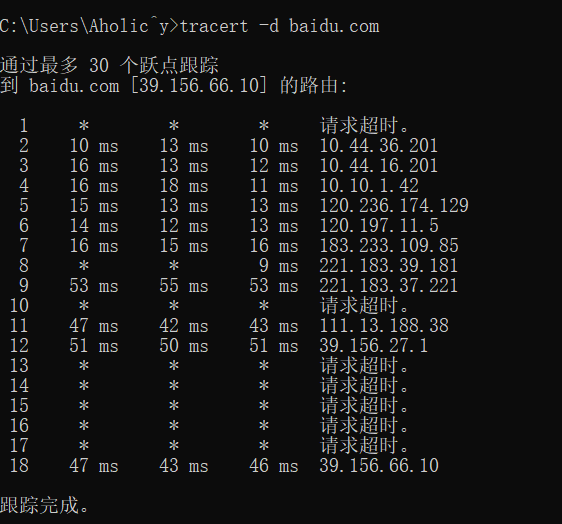 C:\Users\Aholic^y>tracert -d baidu.com
通过最多 30 个跃点跟踪
到 baidu.com [39.156.66.10] 的路由:
1 * * * 请求超时。
2 10 ms 13 ms 10 ms 10.44.36.201
3 16 ms 13 ms 12 ms 10.44.16.201
4 16 ms 18 ms 11 ms 10.10.1.42
5 15 ms 13 ms 13 ms 120.236.174.129
6 14 ms 12 ms 13 ms 120.197.11.5
7 16 ms 15 ms 16 ms 183.233.109.85
8 * * 9 ms 221.183.39.181
9 53 ms 55 ms 53 ms 221.183.37.221
10 * * * 请求超时。
11 47 ms 42 ms 43 ms 111.13.188.38
12 51 ms 50 ms 51 ms 39.156.27.1
13 * * * 请求超时。
14 * * * 请求超时。
15 * * * 请求超时。
16 * * * 请求超时。
17 * * * 请求超时。
18 47 ms 43 ms 46 ms 39.156.66.10
跟踪完成。